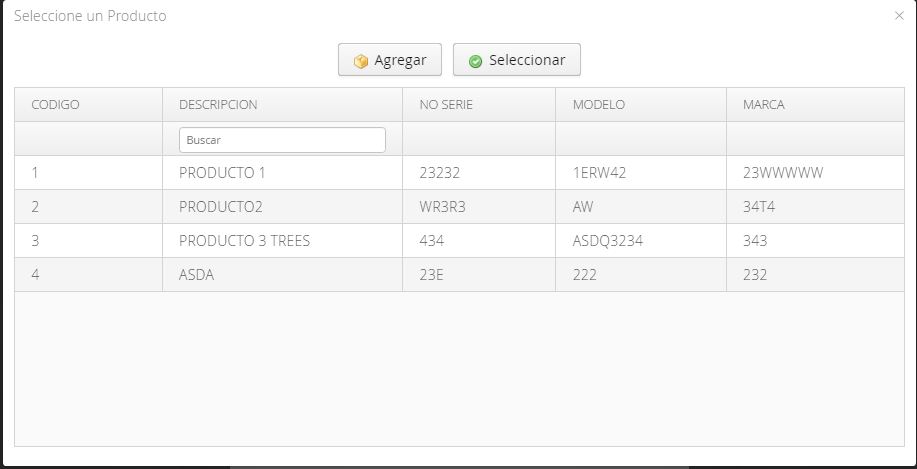 Seleccione un Producto ×
Agregar Seleccionar
CODIGO DESCRIPCION NO SERIE MODELO MARCA
Buscar
1 PRODUCTO 1 23232 1ERW42 23WWWWW
2 PRODUCTO2 WR3R3 AW 34T4
3 PRODUCTO 3 TREES 434 ASDQ3234 343
4 ASDA 23E 222 232